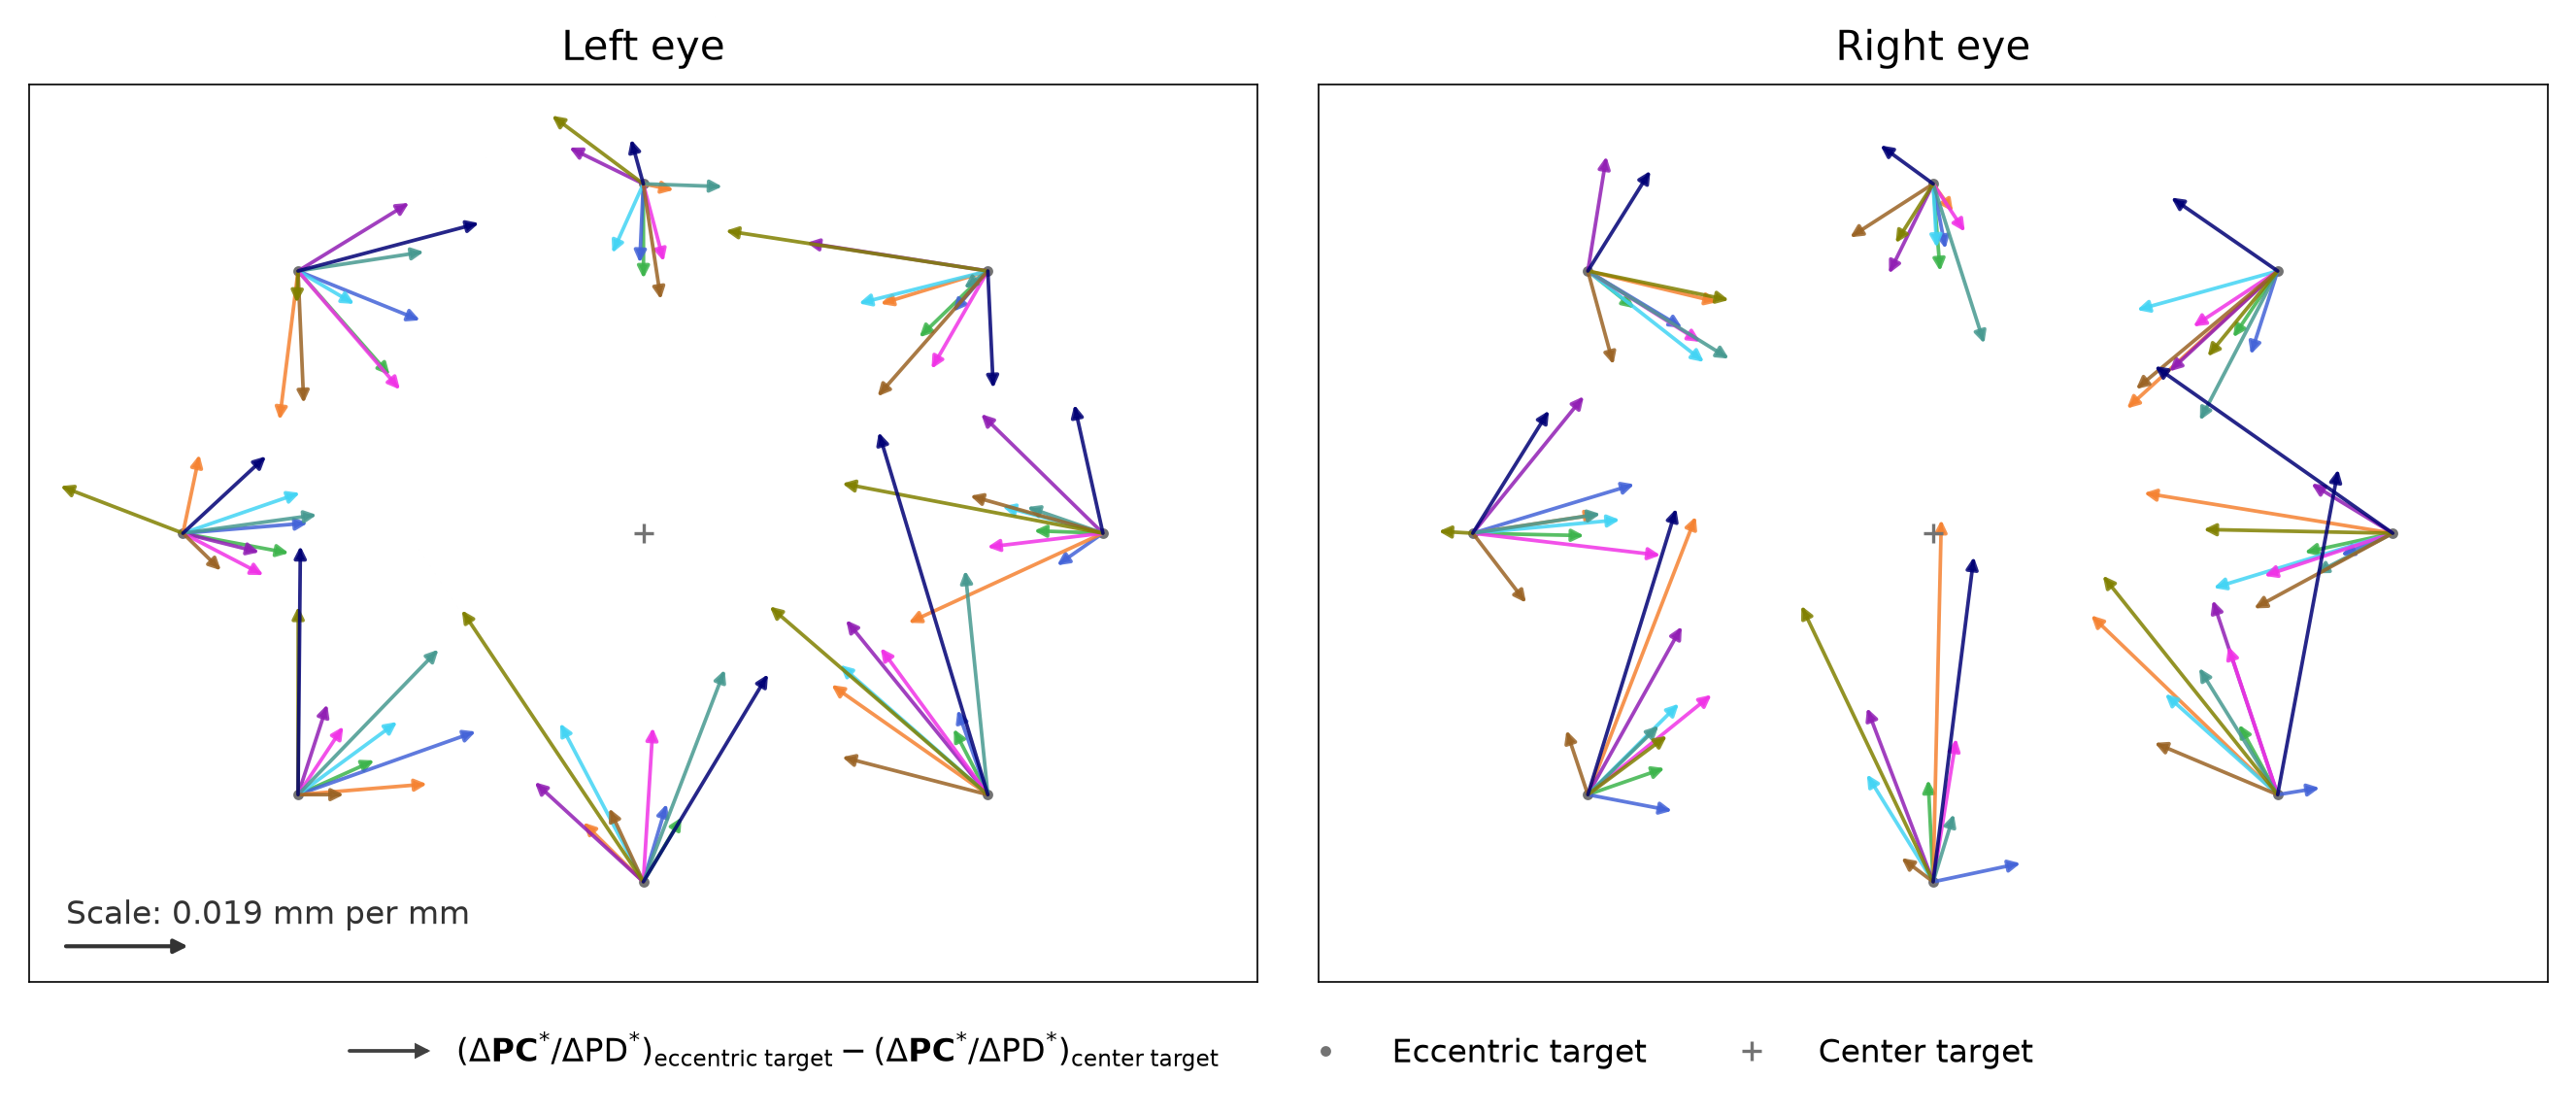 Left eye
Right eye
Scale: 0.019 mm per mm
(ΔPC*/ΔPD*)eccentric target − (ΔPC*/ΔPD*)center target
Eccentric target
Center target